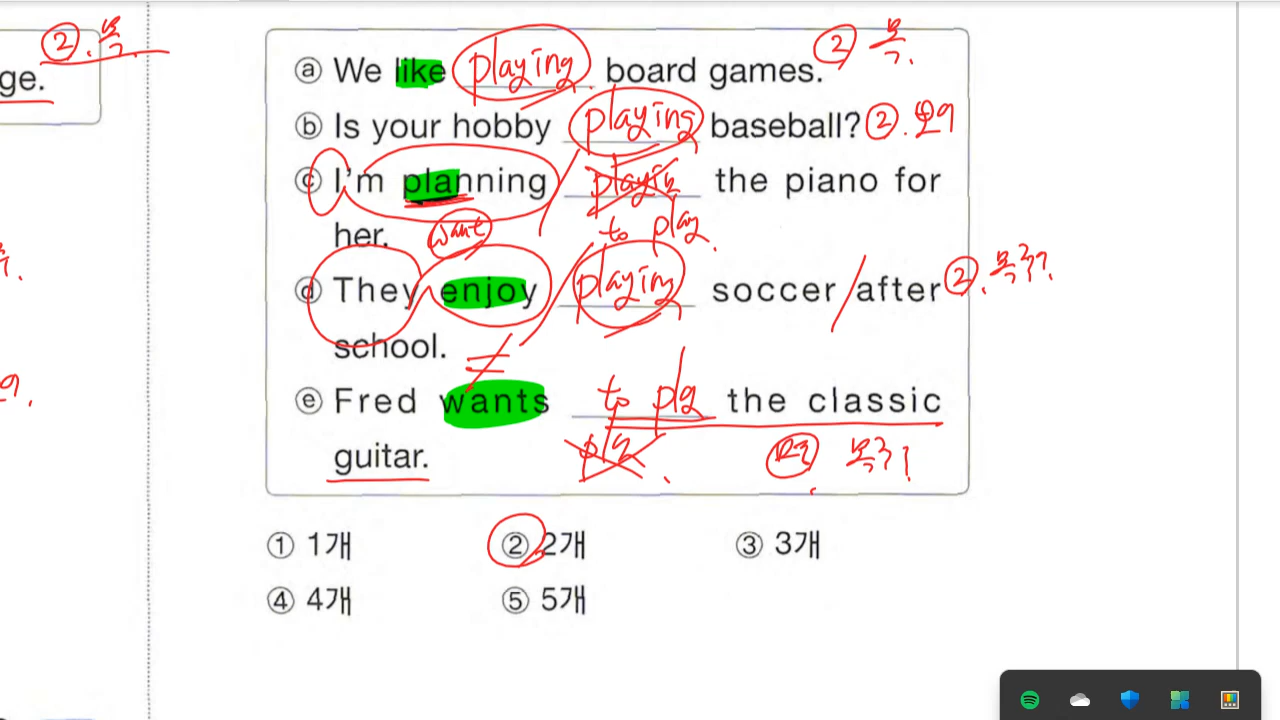 ②.목
ge.
ⓐ We like playing board games. ② 목.
ⓑ Is your hobby playing baseball? ②.보어
ⓒ I'm planning the piano for
to play.
her. want
ⓓ They enjoy playing soccer/after ②.목적어.
school.
≠
ⓔ Fred wants to play the classic
guitar. 목적어
① 1개 ② 2개 ③ 3개
④ 4개 ⑤ 5개